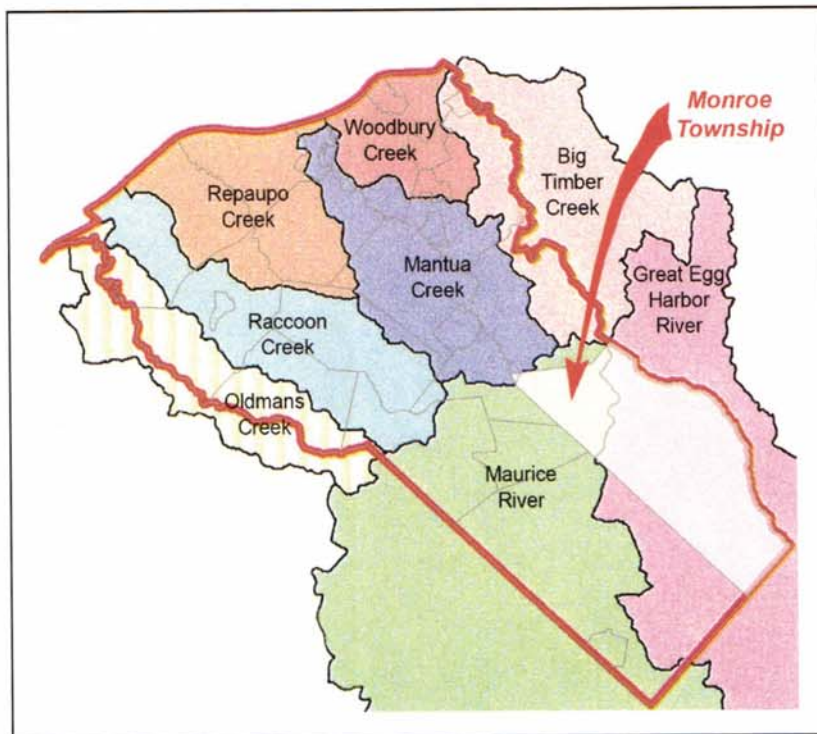 Monroe
Township
Woodbury
Creek
Big
Timber
Creek
Repaupo
Creek
Mantua
Creek
Great Egg
Harbor
River
Raccoon
Creek
Oldmans
Creek
Maurice
River